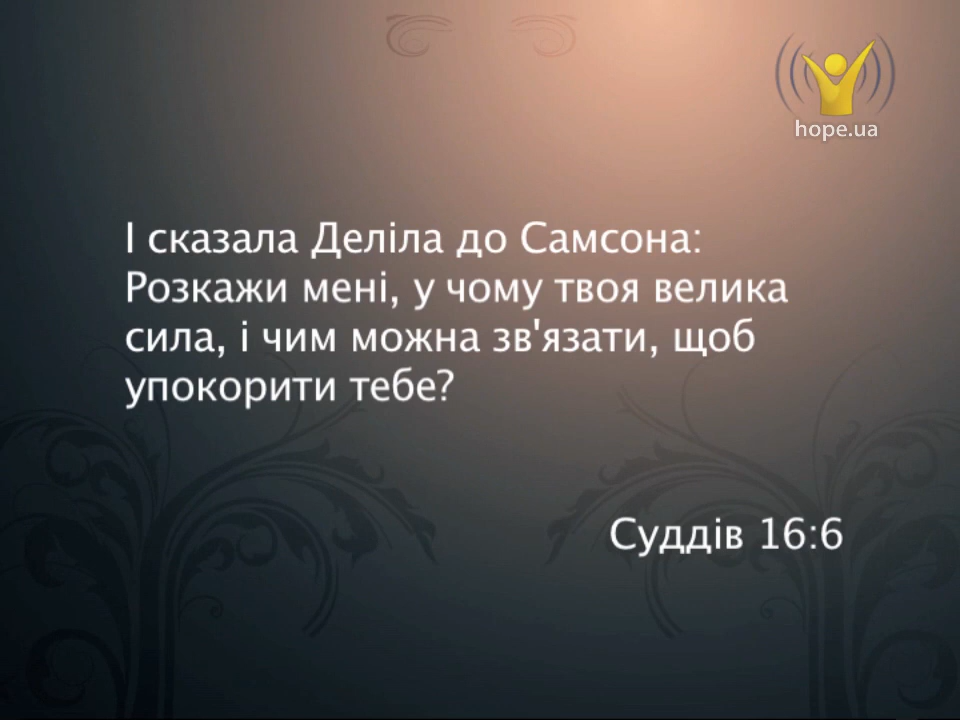 hope.ua
І сказала Деліла до Самсона:
Розкажи мені, у чому твоя велика
сила, і чим можна зв'язати, щоб
упокорити тебе?
Суддів 16:6